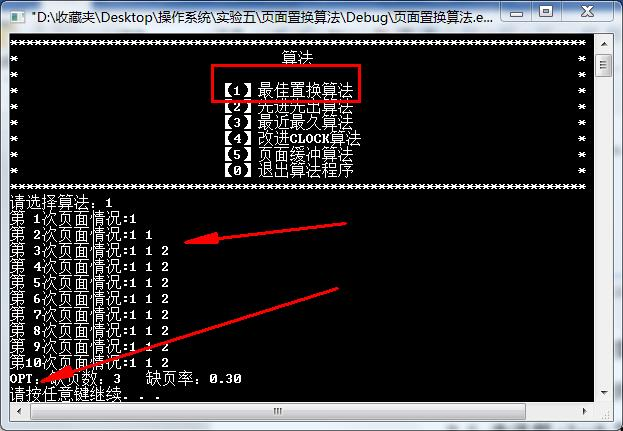 "D:\收藏夹\Desktop\操作系统\实验五\页面置换算法\Debug\页面置换算法.e...
************************************************************
* 算法 *
* *
* 【1】最佳置换算法 *
* 【2】先进先出算法 *
* 【3】最近最久算法 *
* 【4】改进CLOCK算法 *
* 【5】页面缓冲算法 *
* 【0】退出算法程序 *
************************************************************
请选择算法：1
第 1次页面情况:1
第 2次页面情况:1 1
第 3次页面情况:1 1 2
第 4次页面情况:1 1 2
第 5次页面情况:1 1 2
第 6次页面情况:1 1 2
第 7次页面情况:1 1 2
第 8次页面情况:1 1 2
第 9次页面情况:1 1 2
第10次页面情况:1 1 2
OPT：缺页数：3 缺页率：0.30
请按任意键继续. . .